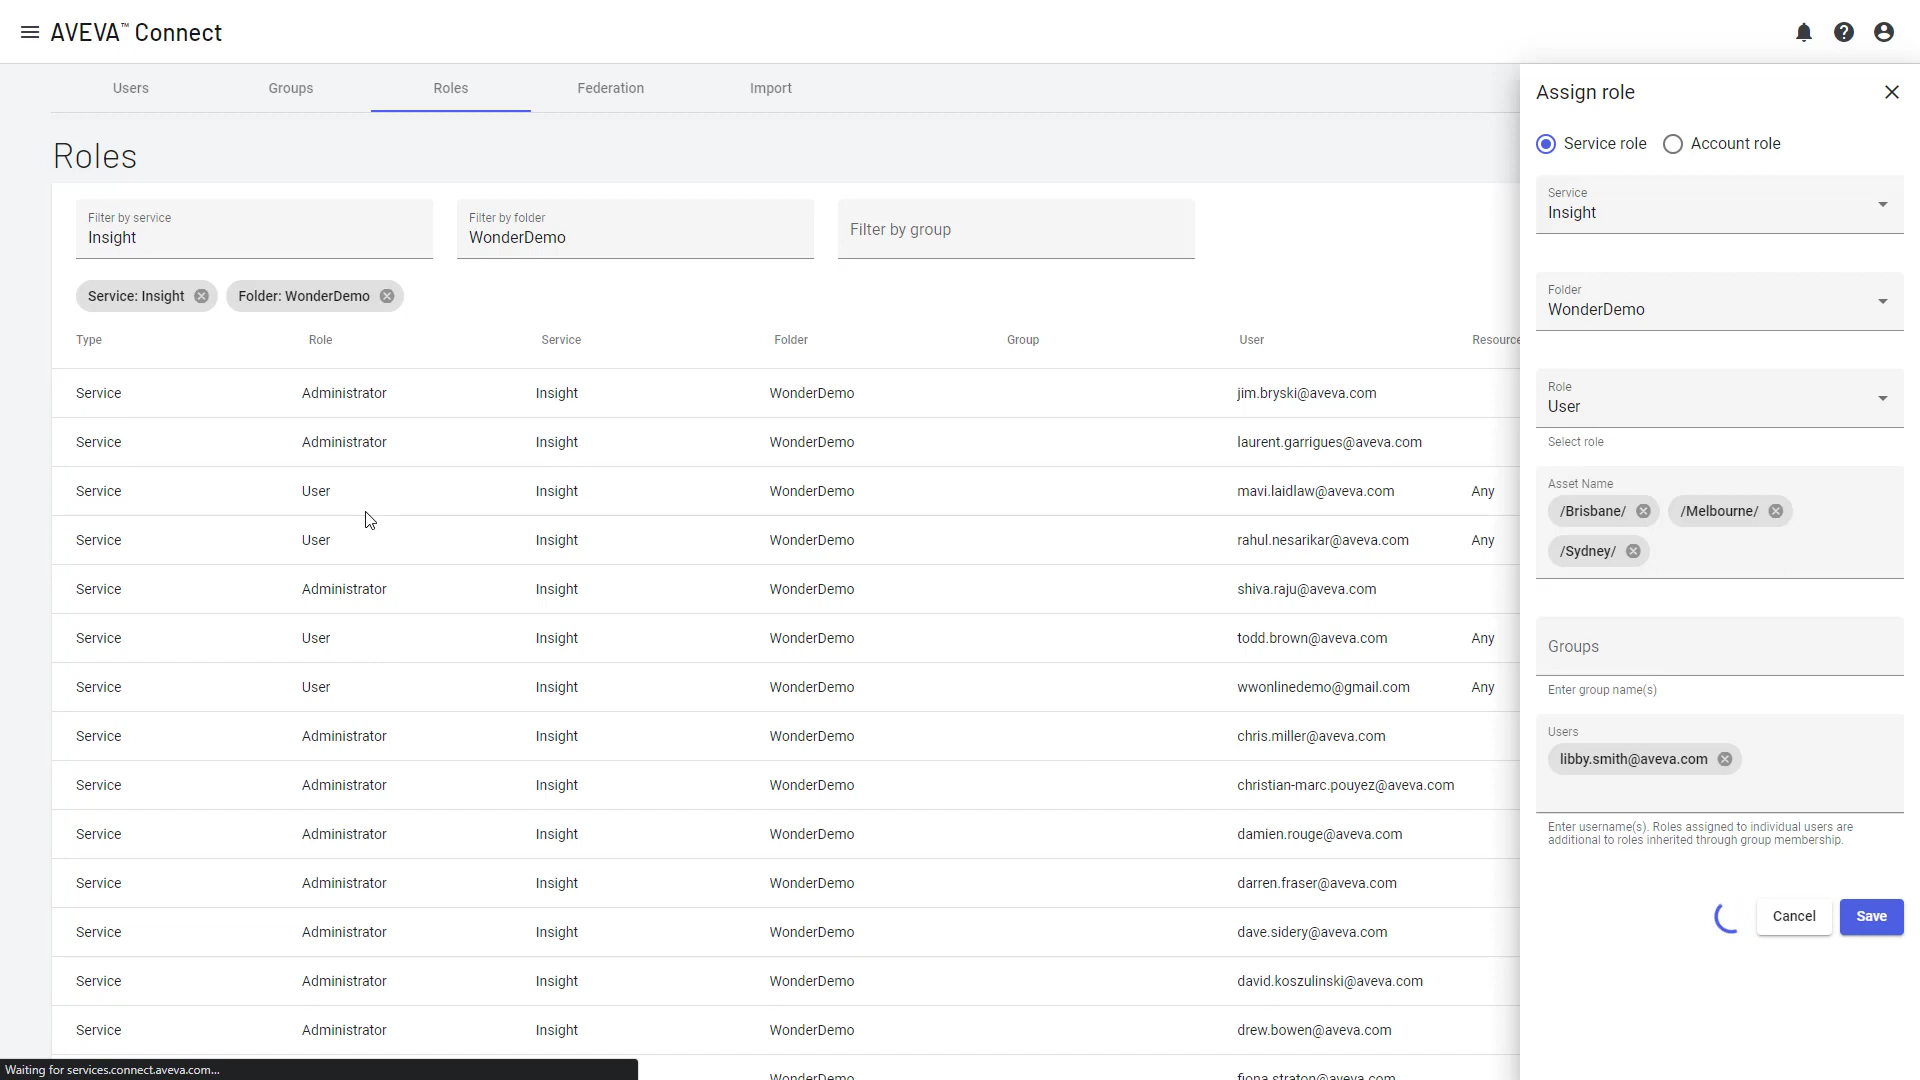 AVEVA™ Connect
Users Groups Roles Federation Import
Roles
Filter by service
Insight
Filter by folder
WonderDemo
Filter by group
Service: Insight Folder: WonderDemo
Type Role Service Folder Group User Resource
Service Administrator Insight WonderDemo jim.bryski@aveva.com
Service Administrator Insight WonderDemo laurent.garrigues@aveva.com
Service User Insight WonderDemo mavi.laidlaw@aveva.com Any
Service User Insight WonderDemo rahul.nesarikar@aveva.com Any
Service Administrator Insight WonderDemo shiva.raju@aveva.com
Service User Insight WonderDemo todd.brown@aveva.com Any
Service User Insight WonderDemo wwonlinedemo@gmail.com Any
Service Administrator Insight WonderDemo chris.miller@aveva.com
Service Administrator Insight WonderDemo christian-marc.pouyez@aveva.com
Service Administrator Insight WonderDemo damien.rouge@aveva.com
Service Administrator Insight WonderDemo darren.fraser@aveva.com
Service Administrator Insight WonderDemo dave.sidery@aveva.com
Service Administrator Insight WonderDemo david.koszulinski@aveva.com
Service Administrator Insight WonderDemo drew.bowen@aveva.com
WonderDemo fiona.straton@aveva.com
Waiting for services.connect.aveva.com...
Assign role
Service role Account role
Service
Insight
Folder
WonderDemo
Role
User
Select role
Asset Name
/Brisbane/ /Melbourne/
/Sydney/
Groups
Enter group name(s)
Users
libby.smith@aveva.com
Enter username(s). Roles assigned to individual users are
additional to roles inherited through group membership.
Cancel Save